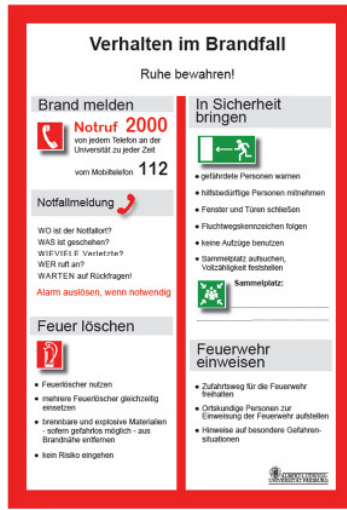 Verhalten im Brandfall
Ruhe bewahren!
Brand melden
Notruf 2000
von jedem Telefon an der
Universität zu jeder Zeit
vom Mobiltelefon 112
Notfallmeldung
WO ist der Notfallort?
WAS ist geschehen?
WIEVIELE Verletzte?
WER ruft an?
WARTEN auf Rückfragen!
Alarm auslösen, wenn notwendig
Feuer löschen
• Feuerlöscher nutzen
• mehrere Feuerlöscher gleichzeitig
einsetzen
• brennbare und explosive Materialien
- sofern gefahrlos möglich - aus
Brandnähe entfernen
• kein Risiko eingehen
In Sicherheit
bringen
• gefährdete Personen warnen
• hilfsbedürftige Personen mitnehmen
• Fenster und Türen schließen
• Fluchtwegskennzeichen folgen
• keine Aufzüge benutzen
• Sammelplatz aufsuchen,
Vollzähligkeit feststellen
Sammelplatz:
Feuerwehr
einweisen
• Zufahrtsweg für die Feuerwehr
freihalten
• Ortskundige Personen zur
Einweisung der Feuerwehr aufstellen
• Hinweise auf besondere Gefahren-
situationen
ALBERT-LUDWIGS-
UNIVERSITÄT FREIBURG